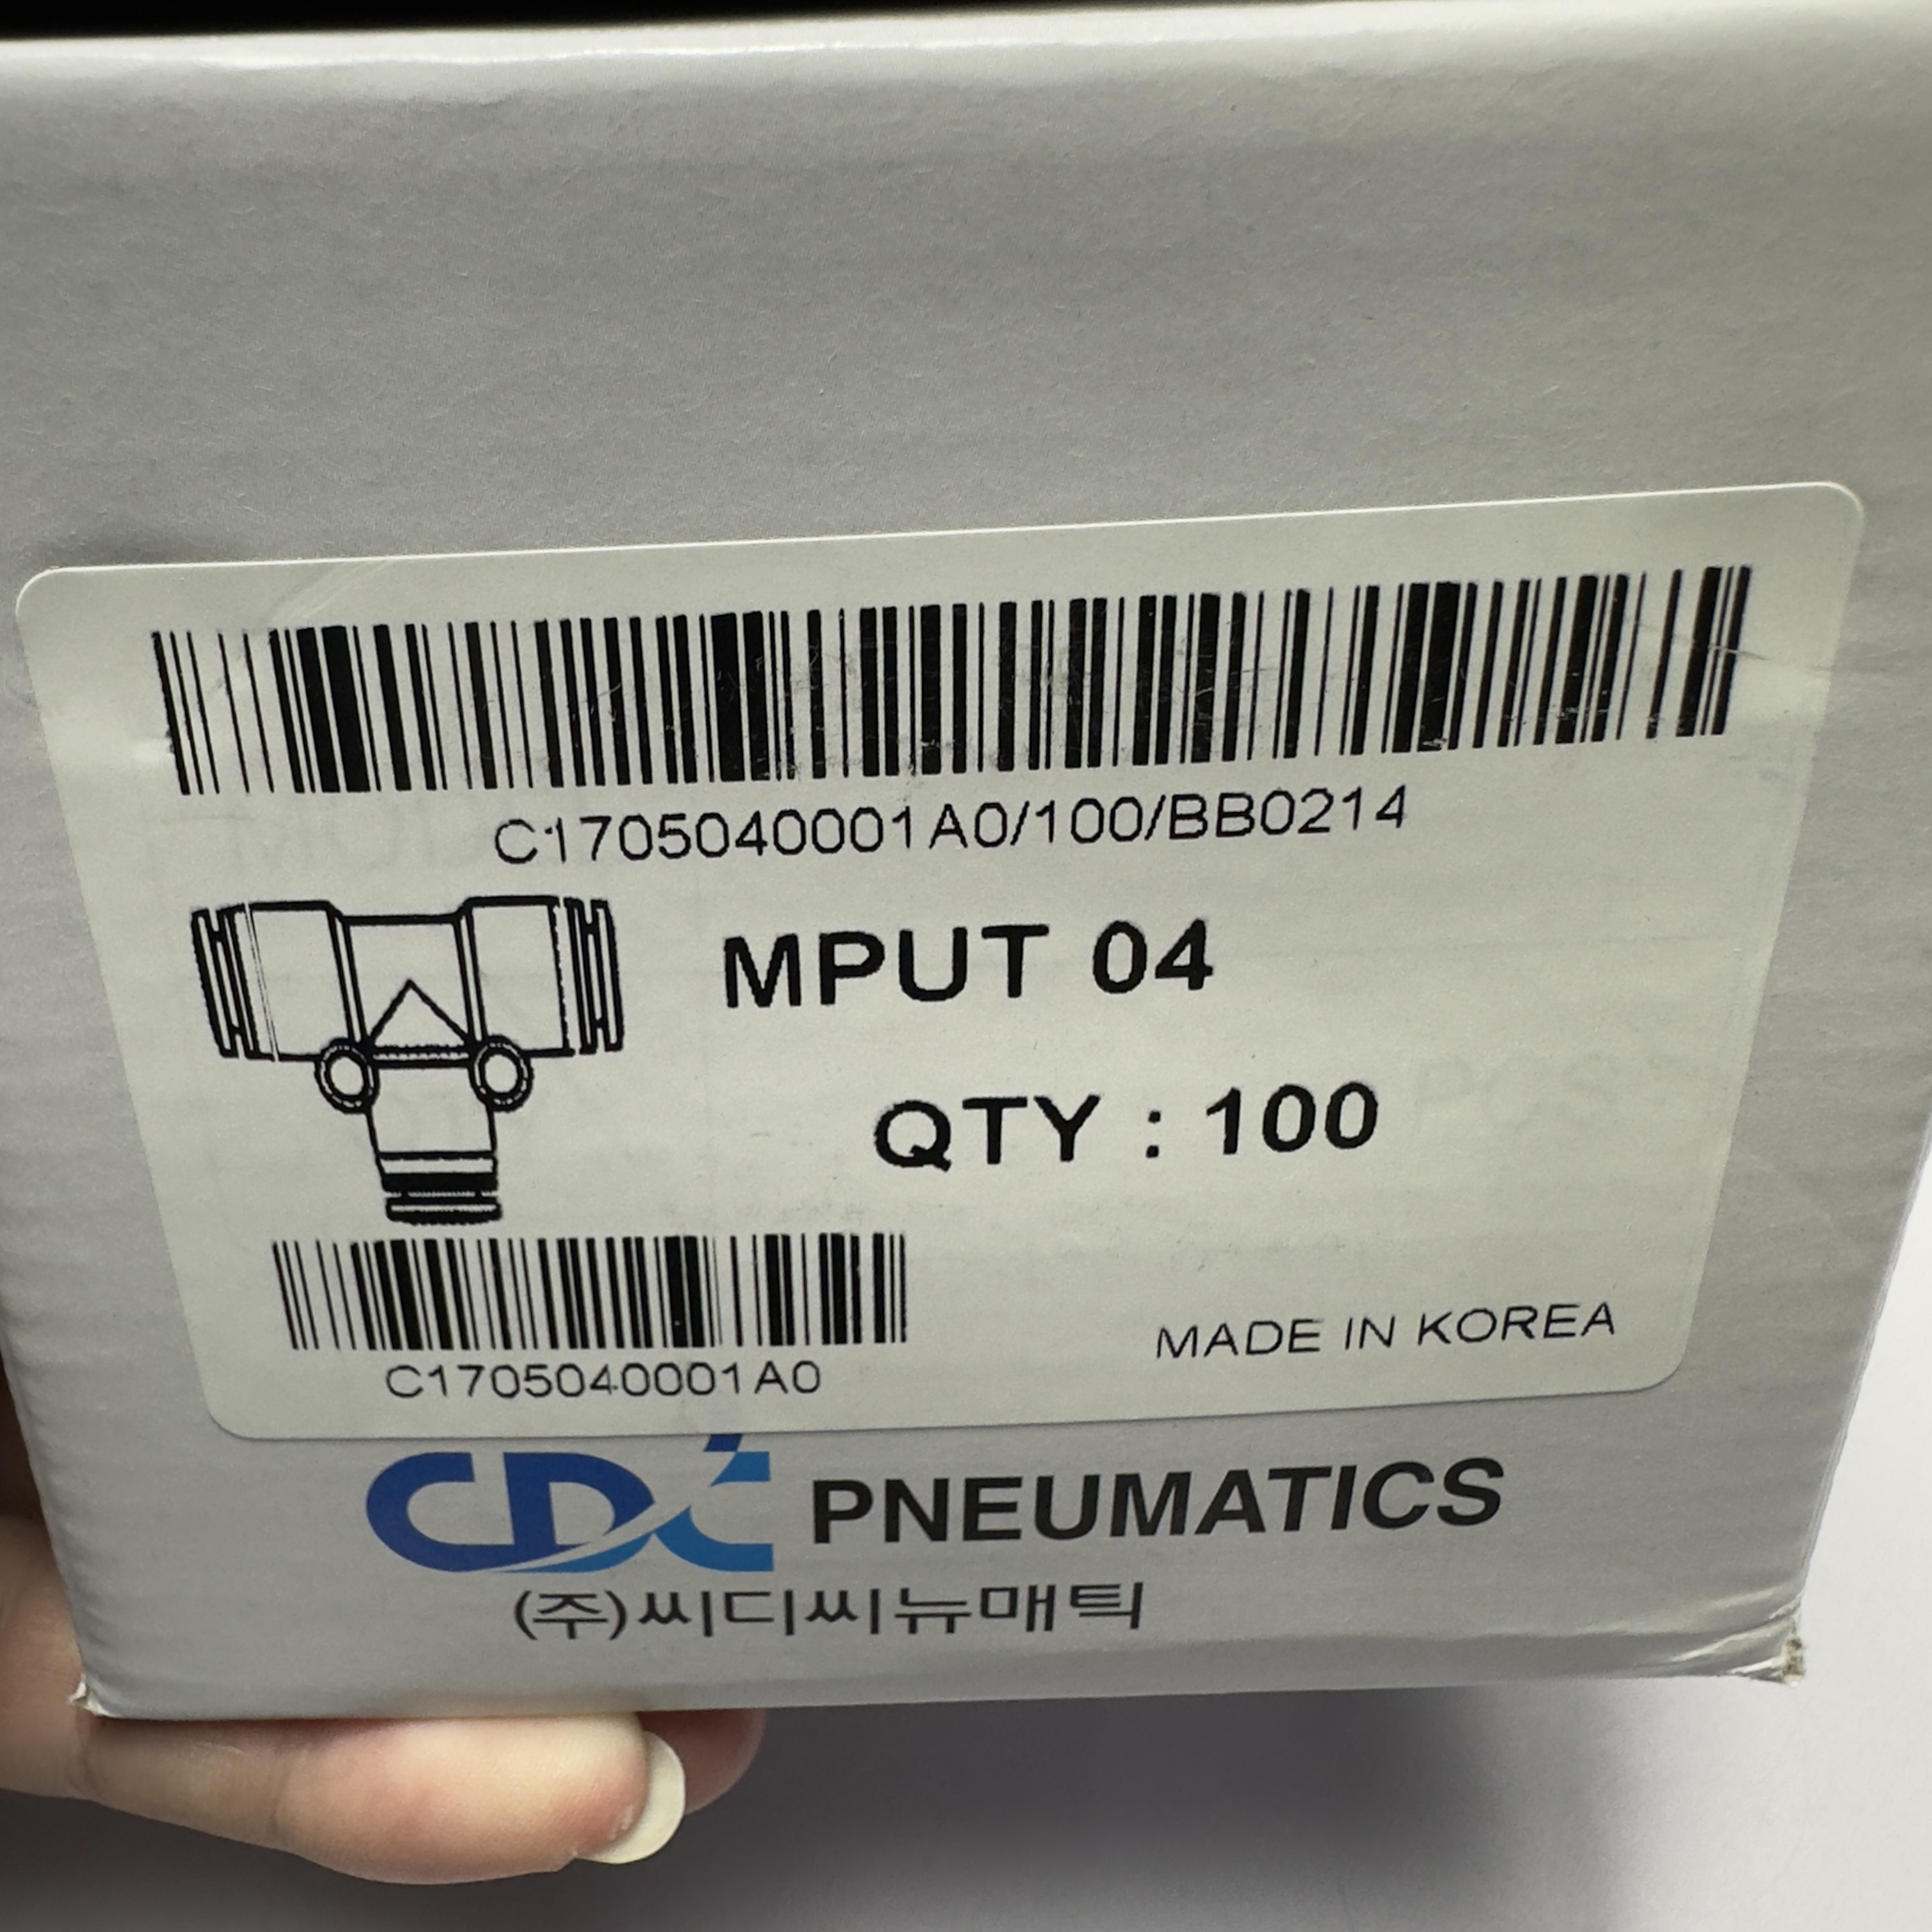 C1705040001A0/100/BB0214
MPUT 04
QTY : 100
C1705040001A0
MADE IN KOREA
CDC PNEUMATICS
(주)씨디씨뉴매틱